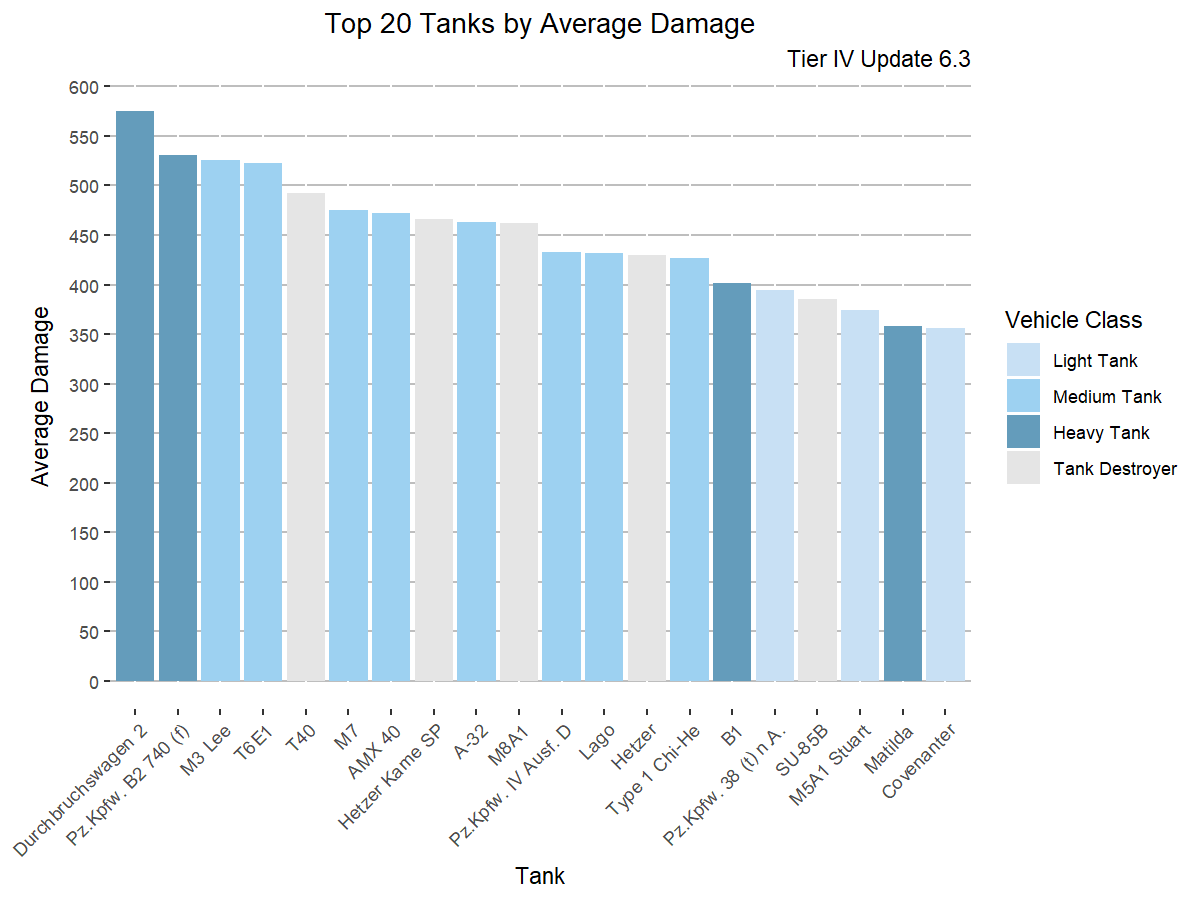 Top 20 Tanks by Average Damage
Tier IV Update 6.3
Average Damage
600
550
500
450
400
350
300
250
200
150
100
50
0
Durchbruchswagen 2
Pz.Kpfw. B2 740 (f)
M3 Lee
T6E1
T40
M7
AMX 40
Hetzer Kame SP
A-32
M8A1
Pz.Kpfw. IV Ausf. D
Lago
Hetzer
Type 1 Chi-He
B1
Pz.Kpfw. 38 (t) n.A.
SU-85B
M5A1 Stuart
Matilda
Covenanter
Tank
Vehicle Class
Light Tank
Medium Tank
Heavy Tank
Tank Destroyer